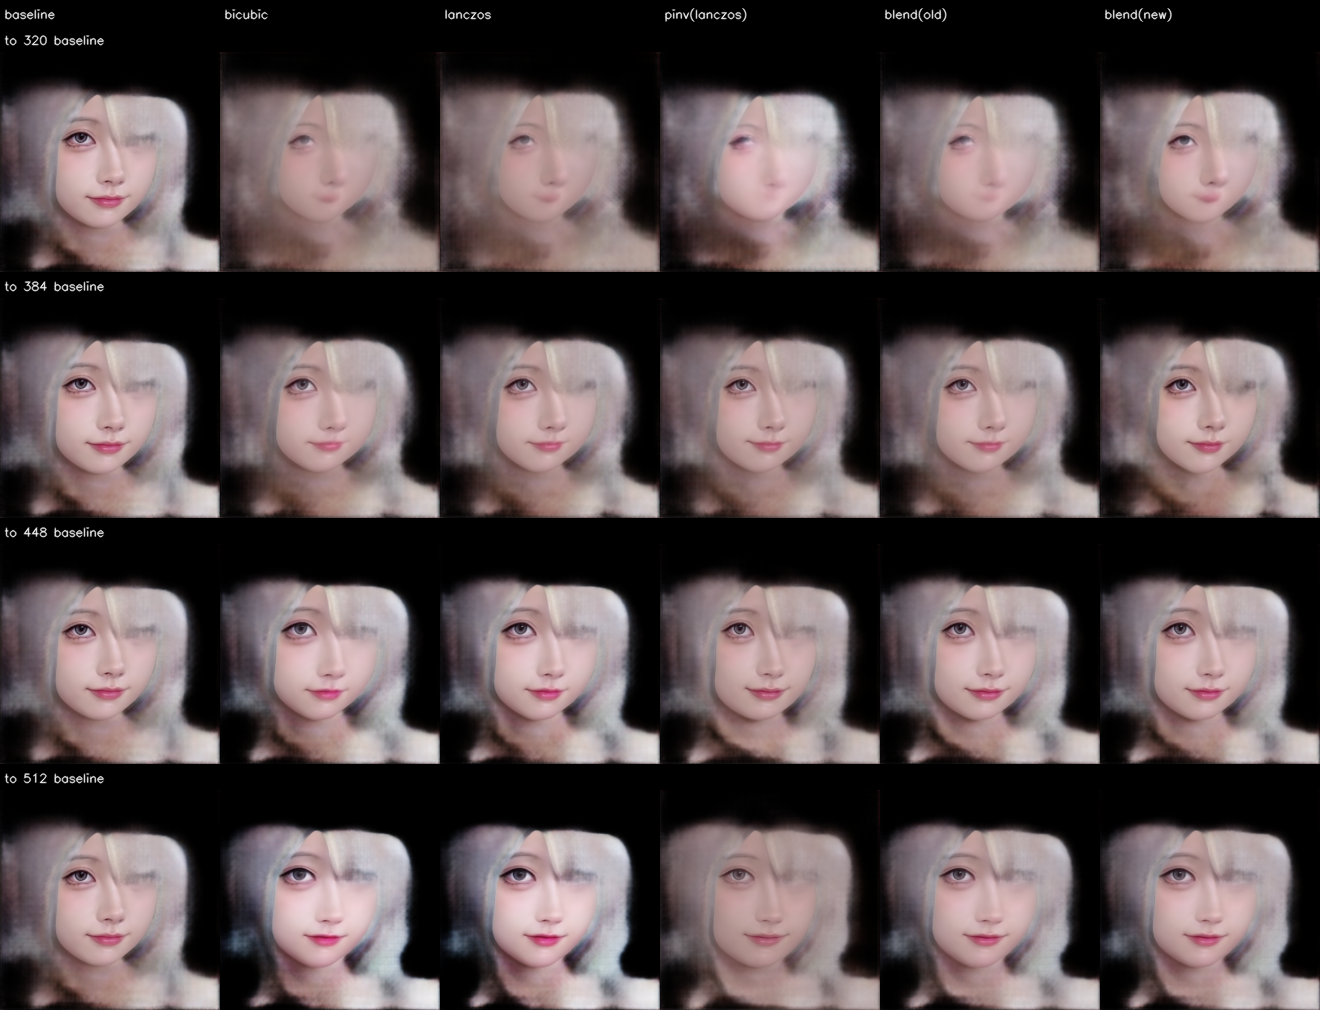 baseline bicubic lanczos pinv(lanczos) blend(old) blend(new)
to 320 baseline
to 384 baseline
to 448 baseline
to 512 baseline